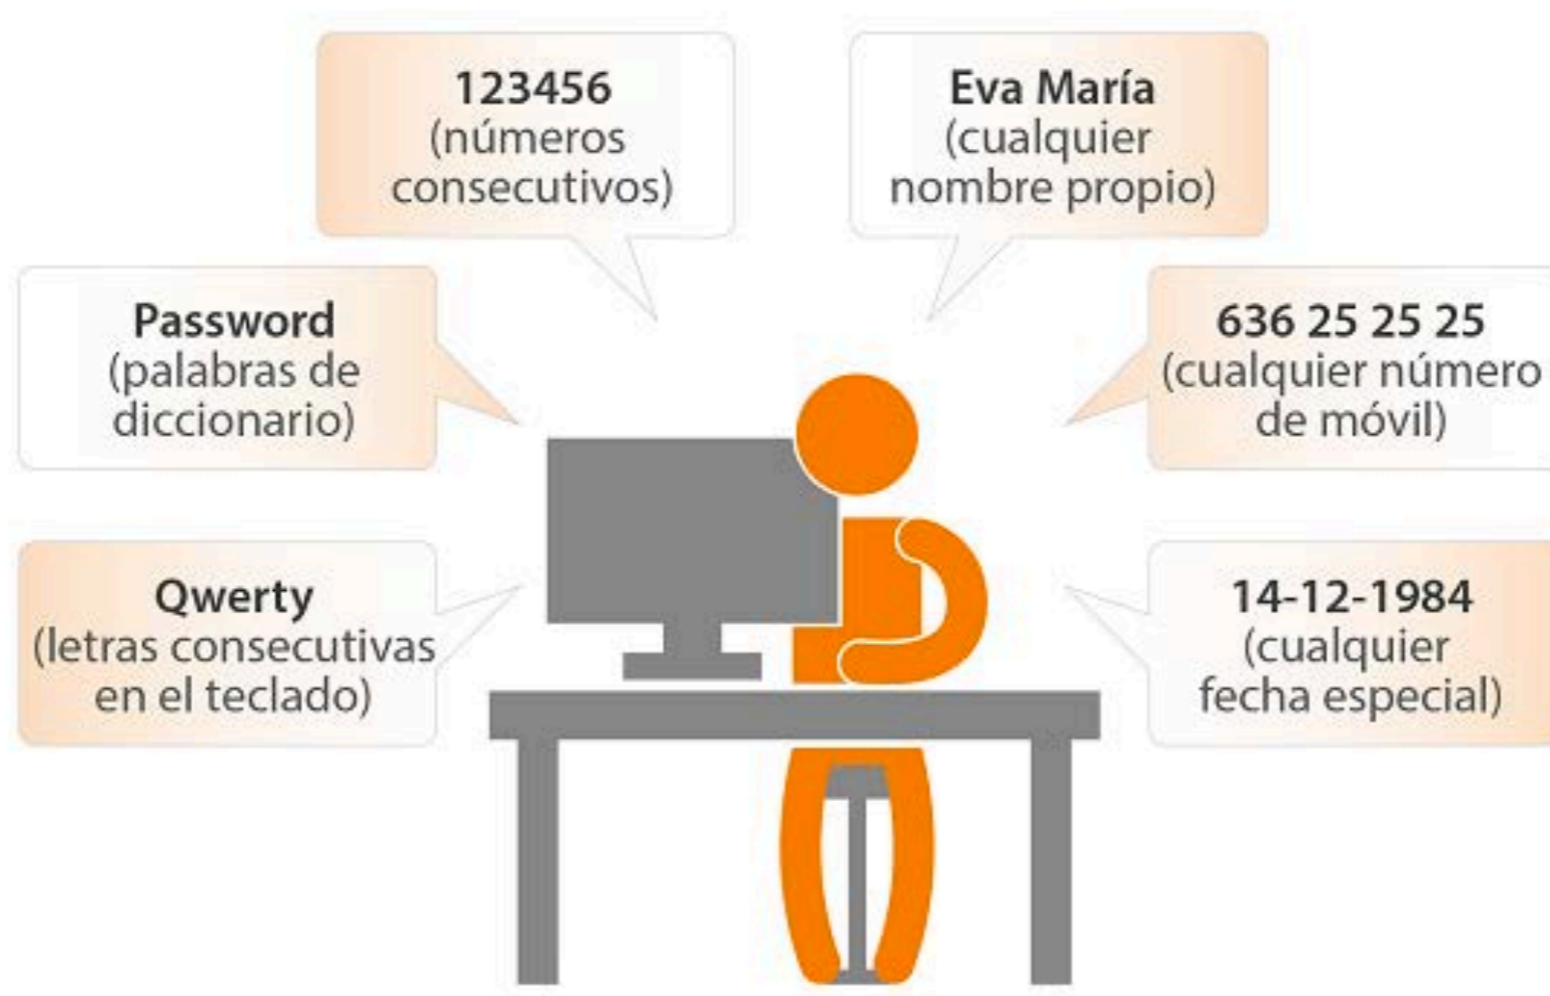 123456
(números
consecutivos)
Eva María
(cualquier
nombre propio)
Password
(palabras de
diccionario)
636 25 25 25
(cualquier número
de móvil)
Qwerty
(letras consecutivas
en el teclado)
14-12-1984
(cualquier
fecha especial)